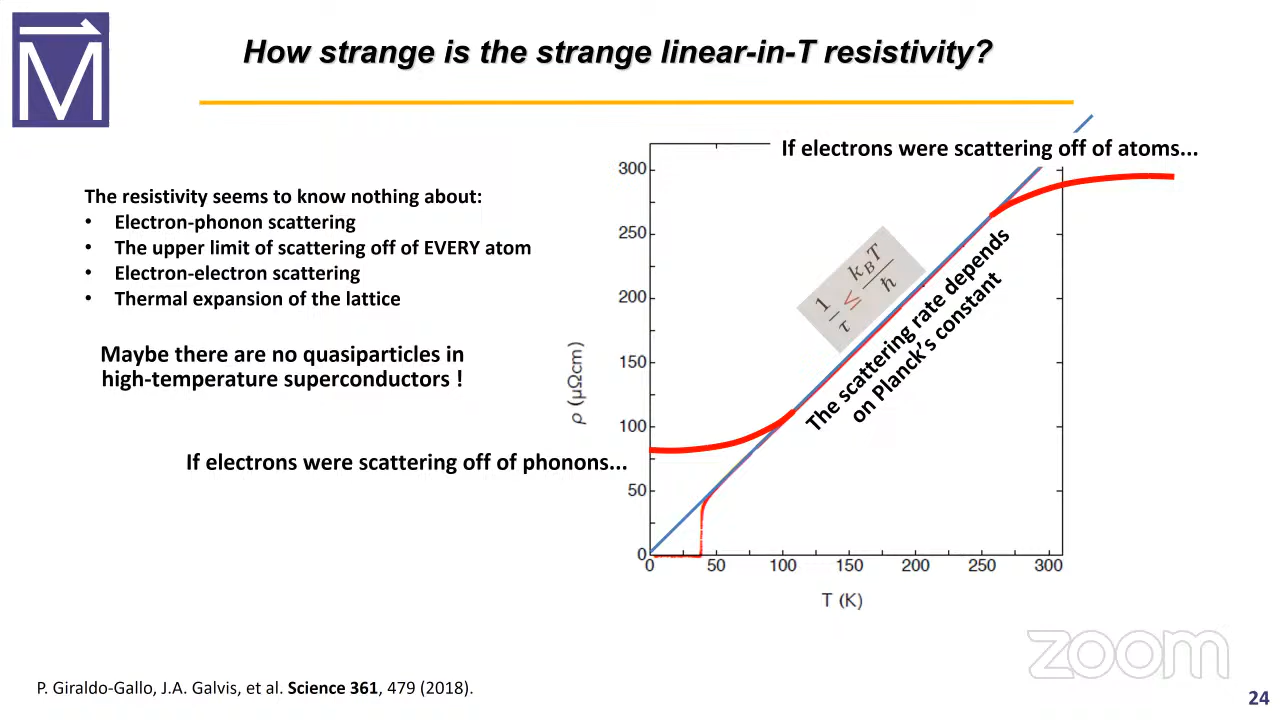 M
How strange is the strange linear-in-T resistivity?
The resistivity seems to know nothing about:
• Electron-phonon scattering
• The upper limit of scattering off of EVERY atom
• Electron-electron scattering
• Thermal expansion of the lattice
Maybe there are no quasiparticles in
high-temperature superconductors !
If electrons were scattering off of phonons...
If electrons were scattering off of atoms...
1/τ ≤ k_BT/ħ
The scattering rate depends
on Planck's constant
ρ (μΩcm)
300
250
200
150
100
50
0
0 50 100 150 200 250 300
T (K)
zoom
P. Giraldo-Gallo, J.A. Galvis, et al. Science 361, 479 (2018).
24